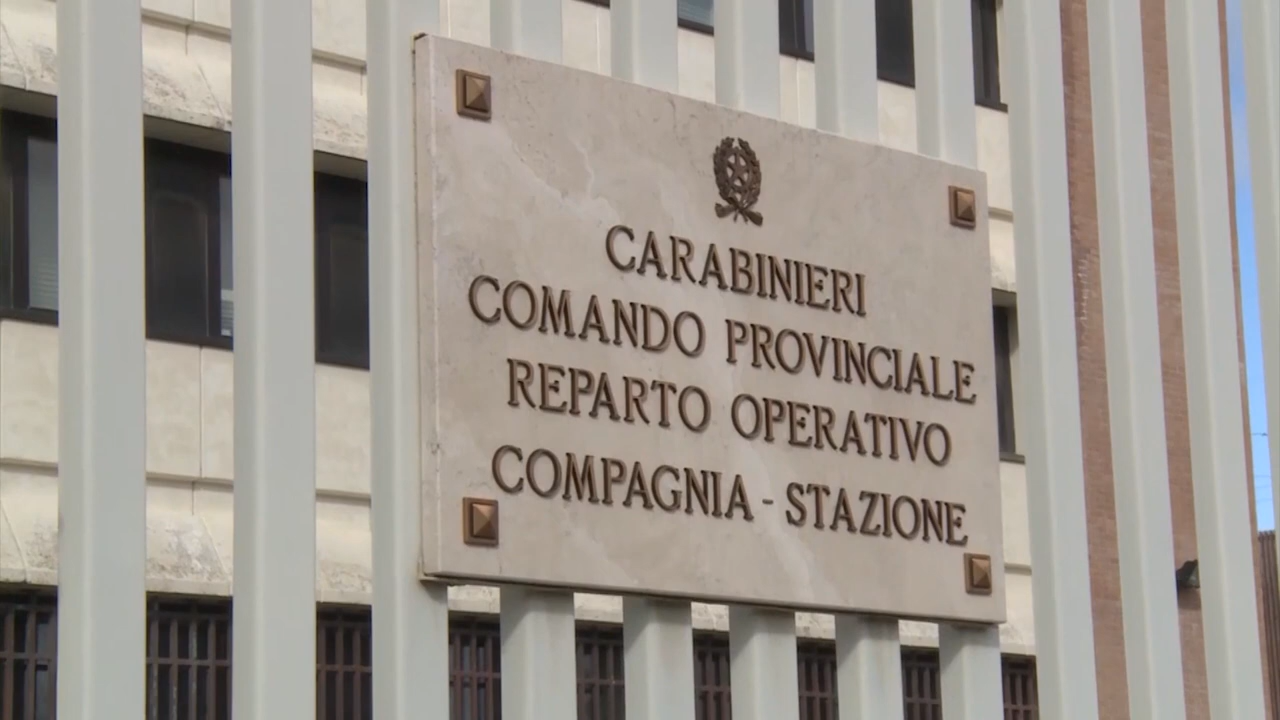 CARABINIERI
COMANDO PROVINCIALE
REPARTO OPERATIVO
COMPAGNIA - STAZIONE